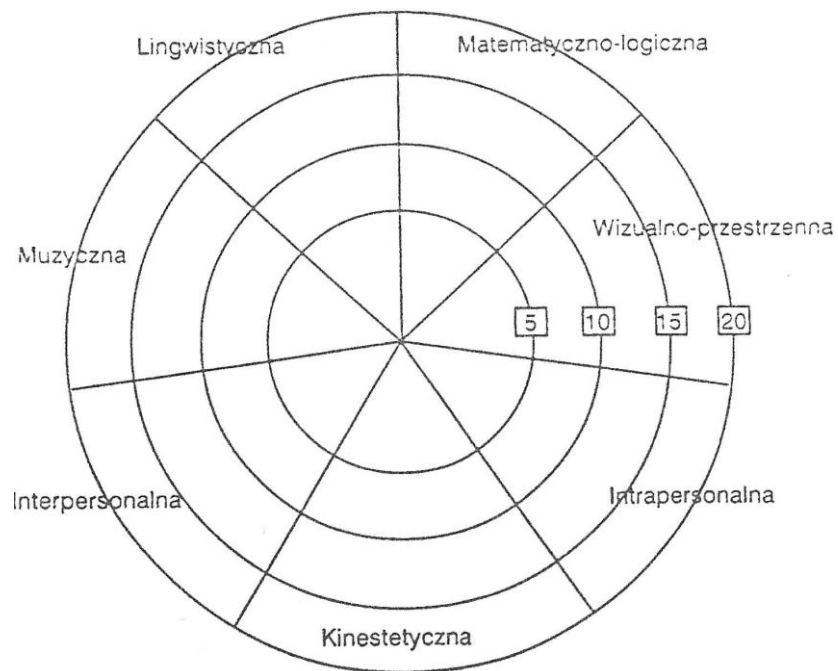 Lingwistyczna
Matematyczno-logiczna
Muzyczna
Wizualno-przestrzenna
5 10 15 20
Interpersonalna
Intrapersonalna
Kinestetyczna